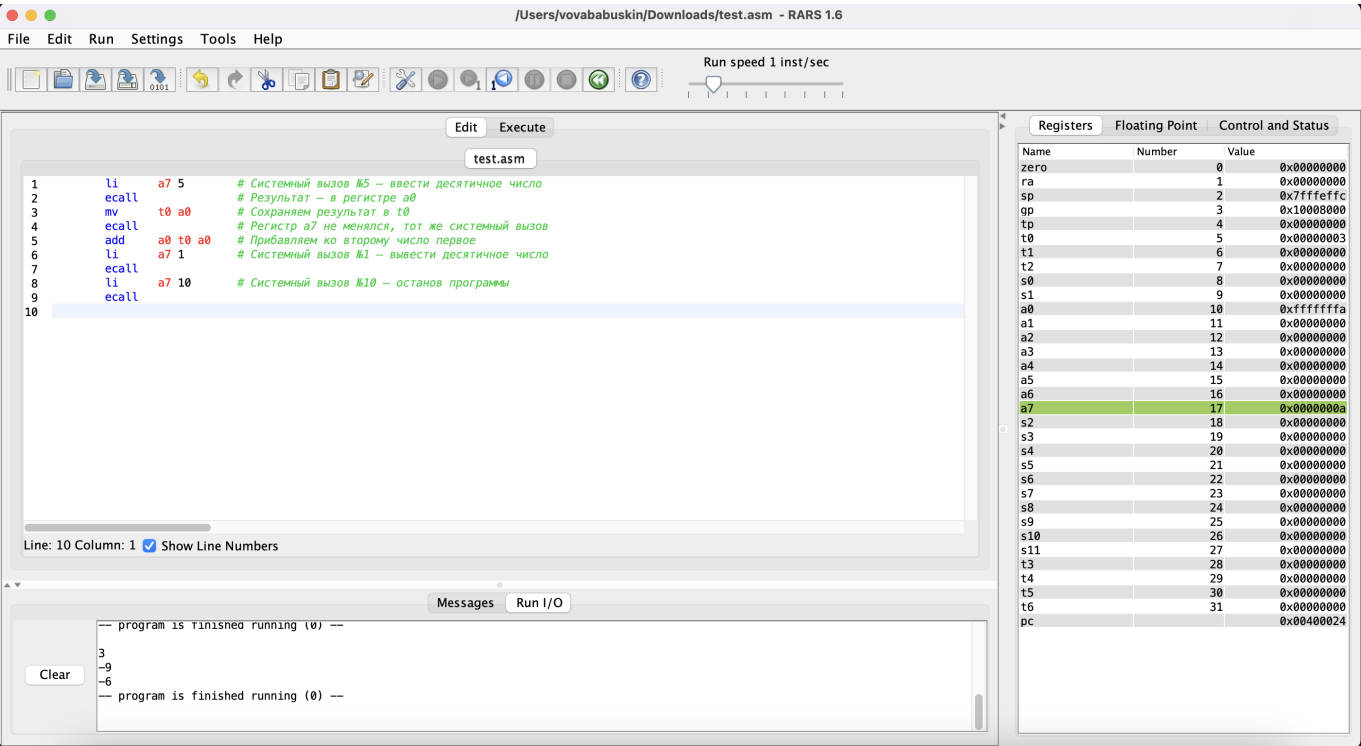 /Users/vovababuskin/Downloads/test.asm - RARS 1.6
File Edit Run Settings Tools Help
Run speed 1 inst/sec
Edit Execute
test.asm
1 li a7 5 # Системный вызов №5 — ввести десятичное число
2 ecall # Результат — в регистре a0
3 mv t0 a0 # Сохраняем результат в t0
4 ecall # Регистр a7 не менялся, тот же системный вызов
5 add a0 t0 a0 # Прибавляем ко второму число первое
6 li a7 1 # Системный вызов №1 — вывести десятичное число
7 ecall
8 li a7 10 # Системный вызов №10 — останов программы
9 ecall
10
Line: 10 Column: 1 Show Line Numbers
Messages Run I/O
Clear
-- program is finished running (0) --
3
-9
-6
-- program is finished running (0) --
Registers Floating Point Control and Status
Name Number Value
zero 0 0x00000000
ra 1 0x00000000
sp 2 0x7fffeffc
gp 3 0x10008000
tp 4 0x00000000
t0 5 0x00000003
t1 6 0x00000000
t2 7 0x00000000
s0 8 0x00000000
s1 9 0x00000000
a0 10 0xfffffffa
a1 11 0x00000000
a2 12 0x00000000
a3 13 0x00000000
a4 14 0x00000000
a5 15 0x00000000
a6 16 0x00000000
a7 17 0x0000000a
s2 18 0x00000000
s3 19 0x00000000
s4 20 0x00000000
s5 21 0x00000000
s6 22 0x00000000
s7 23 0x00000000
s8 24 0x00000000
s9 25 0x00000000
s10 26 0x00000000
s11 27 0x00000000
t3 28 0x00000000
t4 29 0x00000000
t5 30 0x00000000
t6 31 0x00000000
pc 0x00400024